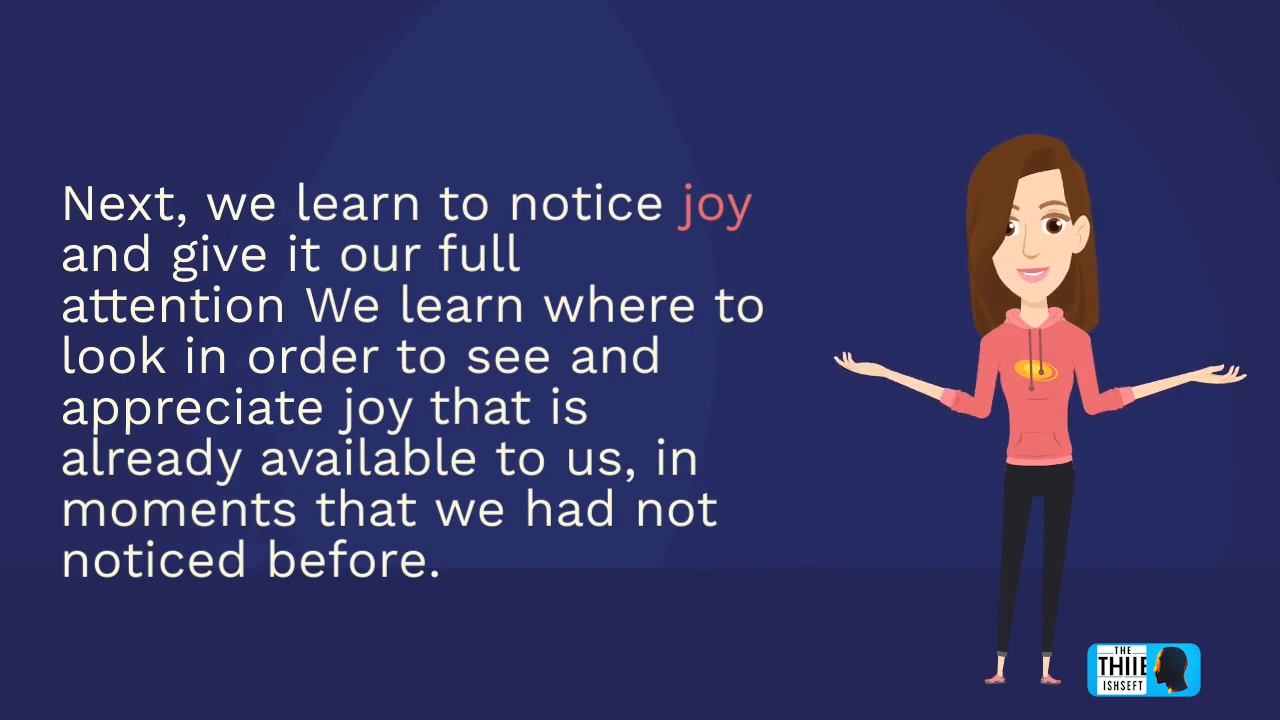 Next, we learn to notice joy
and give it our full
attention We learn where to
look in order to see and
appreciate joy that is
already available to us, in
moments that we had not
noticed before.
THE
THIIE
ISHSEFT